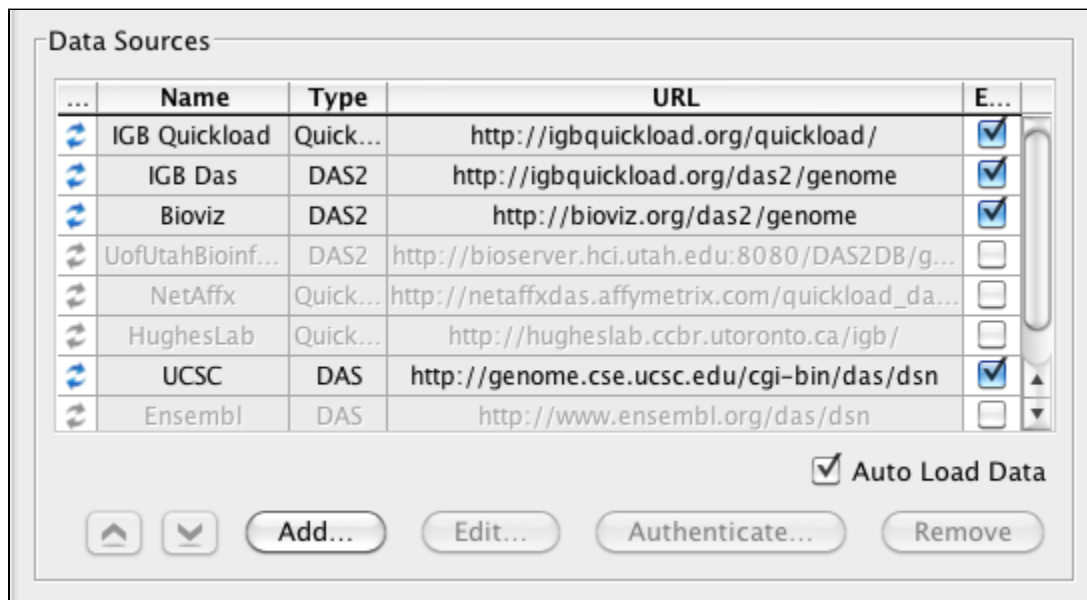 Data Sources
... Name Type URL E...
IGB Quickload Quick... http://igbquickload.org/quickload/
IGB Das DAS2 http://igbquickload.org/das2/genome
Bioviz DAS2 http://bioviz.org/das2/genome
UofUtahBioinf... DAS2 http://bioserver.hci.utah.edu:8080/DAS2DB/g...
NetAffx Quick... http://netaffxdas.affymetrix.com/quickload_da...
HughesLab Quick... http://hugheslab.ccbr.utoronto.ca/igb/
UCSC DAS http://genome.cse.ucsc.edu/cgi-bin/das/dsn
Ensembl DAS http://www.ensembl.org/das/dsn
Auto Load Data
Add... Edit... Authenticate... Remove